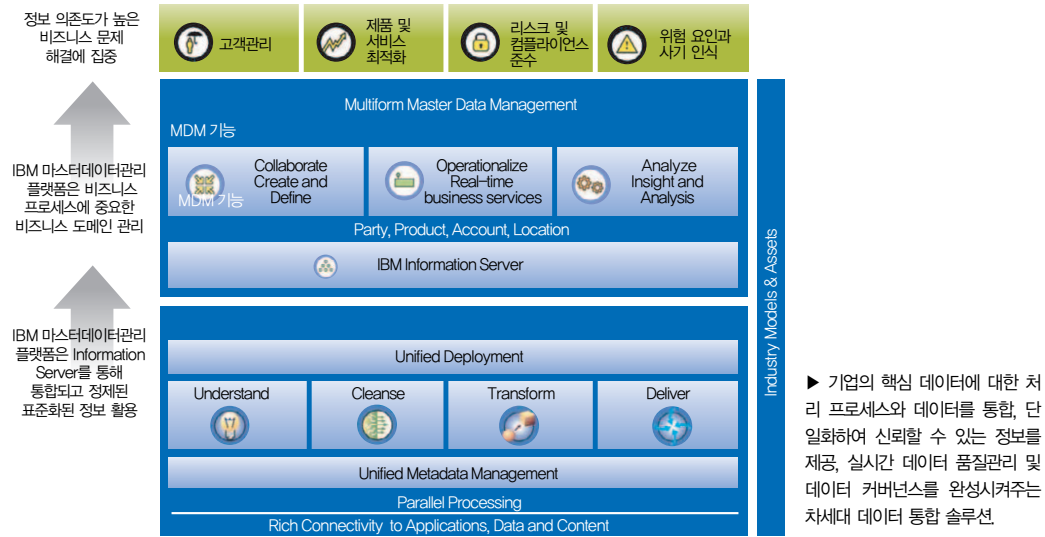 정보 의존도가 높은
비즈니스 문제
해결에 집중
고객관리
제품 및
서비스
최적화
리스크 및
컴플라이언스
준수
위험 요인과
사기 인식
Multiform Master Data Management
MDM 기능
Collaborate
Create and
Define
MDM 기능
Operationalize
Real-time
business services
Analyze
Insight and
Analysis
Party, Product, Account, Location
IBM Information Server
IBM 마스터데이터관리
플랫폼은 비즈니스
프로세스에 중요한
비즈니스 도메인 관리
IBM 마스터데이터관리
플랫폼은 Information
Server를 통해
통합되고 정제된
표준화된 정보 활용
Unified Deployment
Understand
Cleanse
Transform
Deliver
Unified Metadata Management
Parallel Processing
Rich Connectivity to Applications, Data and Content
Industry Models & Assets
▶ 기업의 핵심 데이터에 대한 처
리 프로세스와 데이터를 통합, 단
일화하여 신뢰할 수 있는 정보를
제공, 실시간 데이터 품질관리 및
데이터 커버넌스를 완성시켜주는
차세대 데이터 통합 솔루션.